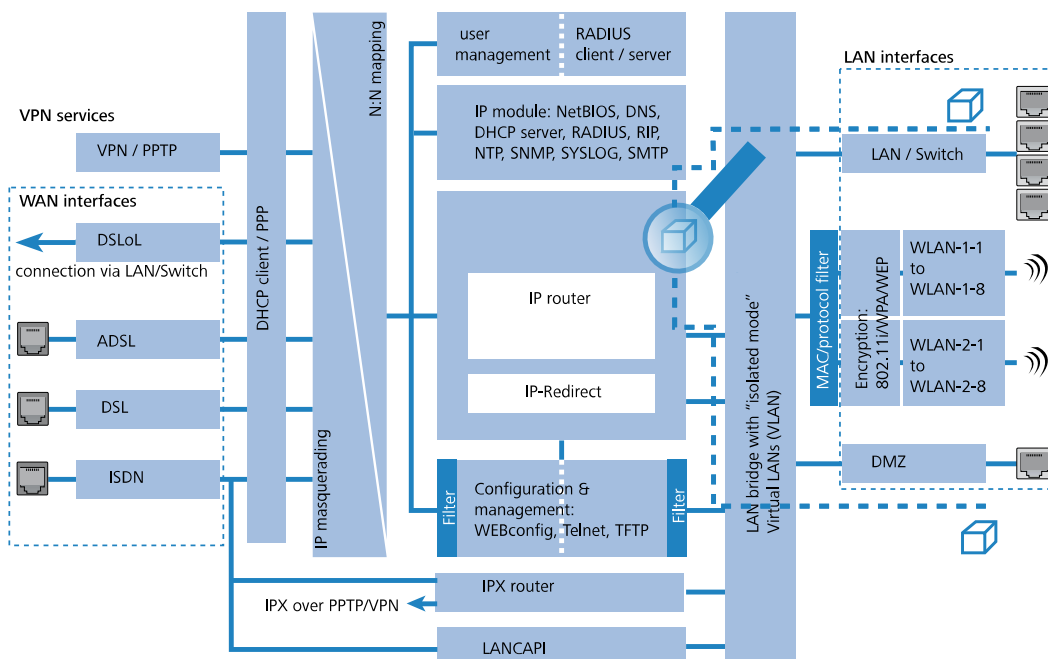 VPN services
VPN / PPTP
WAN interfaces
DSLoL
connection via LAN/Switch
ADSL
DSL
ISDN
DHCP client / PPP
IP masquerading
N:N mapping
user
management
RADIUS
client / server
IP module: NetBIOS, DNS,
DHCP server, RADIUS, RIP,
NTP, SNMP, SYSLOG, SMTP
IP router
IP-Redirect
Filter
Configuration &
management:
WEBconfig, Telnet, TFTP
Filter
IPX router
IPX over PPTP/VPN
LANCAPI
LAN bridge with “isolated mode”
Virtual LANs (VLAN)
LAN interfaces
LAN / Switch
MAC/protocol filter
Encryption:
802.11i/WPA/WEP
WLAN-1-1
to
WLAN-1-8
WLAN-2-1
to
WLAN-2-8
DMZ